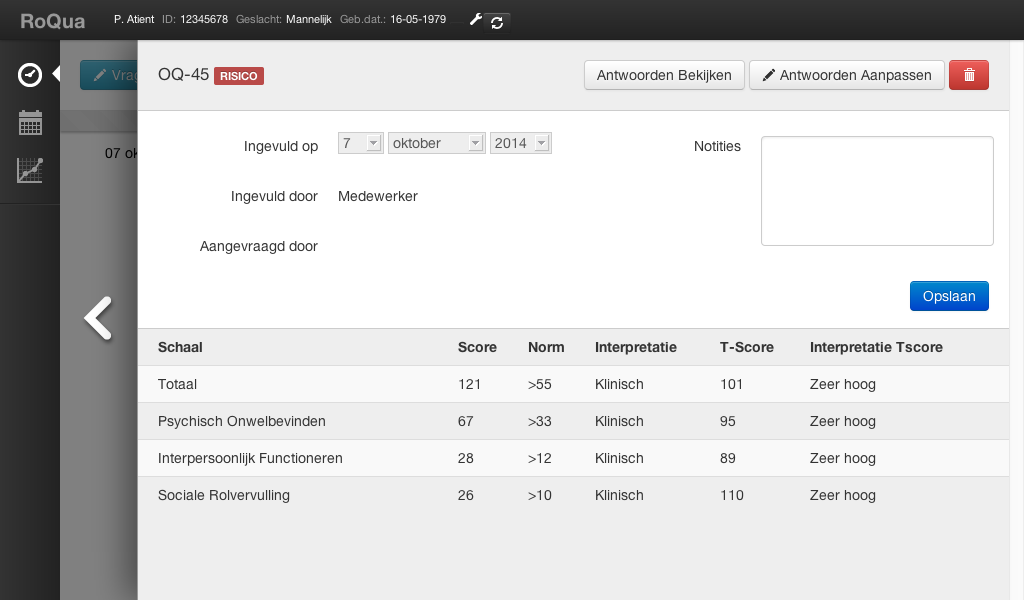 RoQua P. Atient ID: 12345678 Geslacht: Mannelijk Geb.dat.: 16-05-1979
Vrag
OQ-45 RISICO Antwoorden Bekijken Antwoorden Aanpassen
07 ok
Ingevuld op 7 oktober 2014 Notities
Ingevuld door Medewerker
Aangevraagd door
Opslaan
Schaal Score Norm Interpretatie T-Score Interpretatie Tscore
Totaal 121 >55 Klinisch 101 Zeer hoog
Psychisch Onwelbevinden 67 >33 Klinisch 95 Zeer hoog
Interpersoonlijk Functioneren 28 >12 Klinisch 89 Zeer hoog
Sociale Rolvervulling 26 >10 Klinisch 110 Zeer hoog